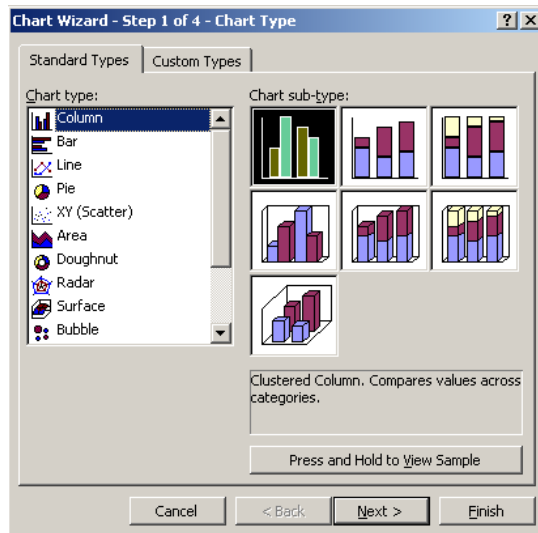 Chart Wizard - Step 1 of 4 - Chart Type
Standard Types
Custom Types
Chart type:
Column
Bar
Line
Pie
XY (Scatter)
Area
Doughnut
Radar
Surface
Bubble
Chart sub-type:
Clustered Column. Compares values across
categories.
Press and Hold to View Sample
Cancel
< Back
Next >
Finish